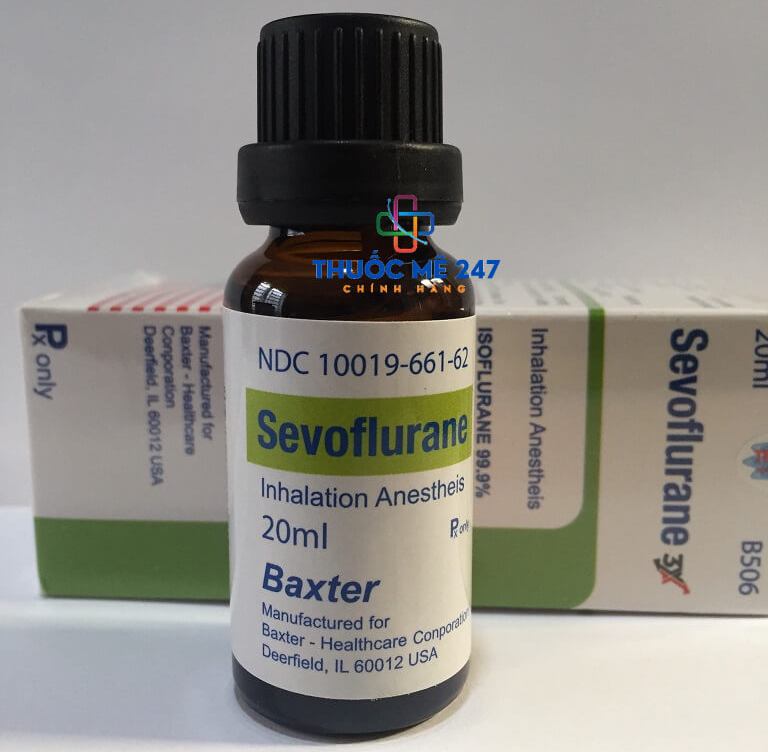 THUỐC MÊ 247
CHÍNH HÃNG
NDC 10019-661-62
Sevoflurane
Inhalation Anestheis
20ml
Rx only
Baxter
Manufactured for
Baxter - Healthcare Conporation
Deerfield, IL 60012 USA
Rx only
Manufactured for
Baxter - Healthcare
Conporation
Deerfield, IL 60012 USA
Inhalation Anestheis
ISOFLURANE 99.9%
20ml
Sevoflurane 3X
B506